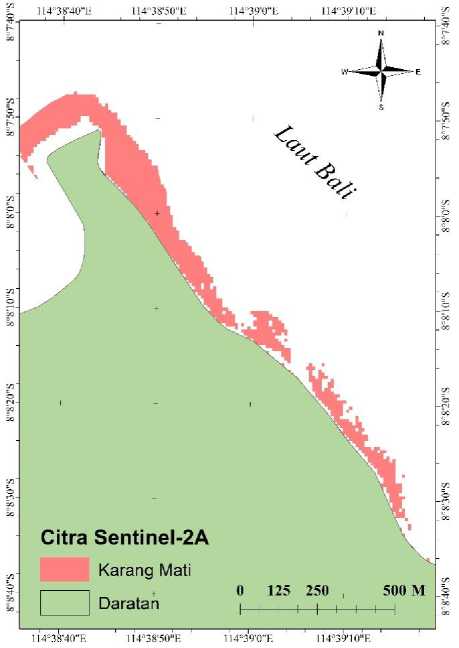 114°38'40"E 114°38'50"E 114°39'0"E 114°39'10"E
8°7'40"S 8°7'50"S 8°8'0"S 8°8'10"S 8°8'20"S 8°8'30"S 8°8'40"S
N
W E
S
Laut Bali
8°7'40"S 8°7'50"S 8°8'0"S 8°8'10"S 8°8'20"S 8°8'30"S 8°8'40"S
Citra Sentinel-2A
Karang Mati
Daratan
0 125 250 500 M
114°38'40"E 114°38'50"E 114°39'0"E 114°39'10"E